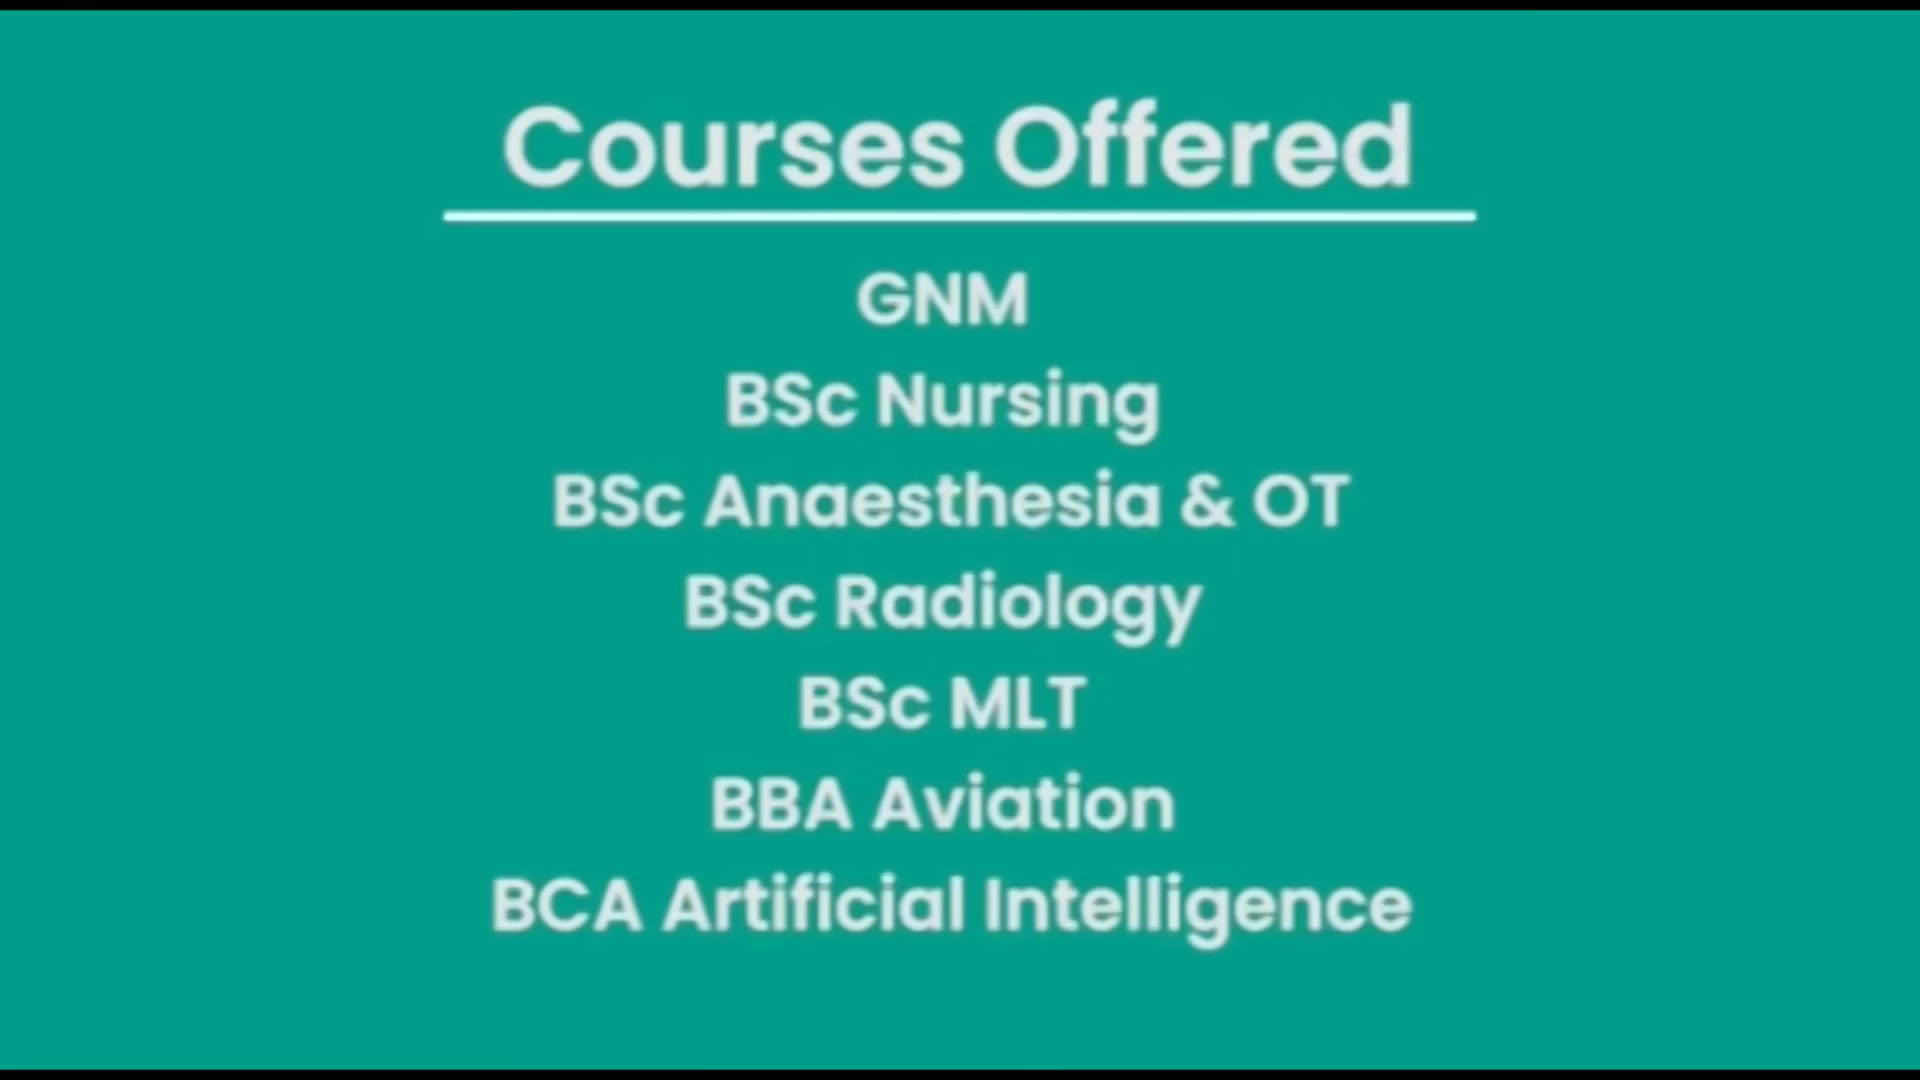 Courses Offered
GNM
BSc Nursing
BSc Anaesthesia & OT
BSc Radiology
BSc MLT
BBA Aviation
BCA Artificial Intelligence